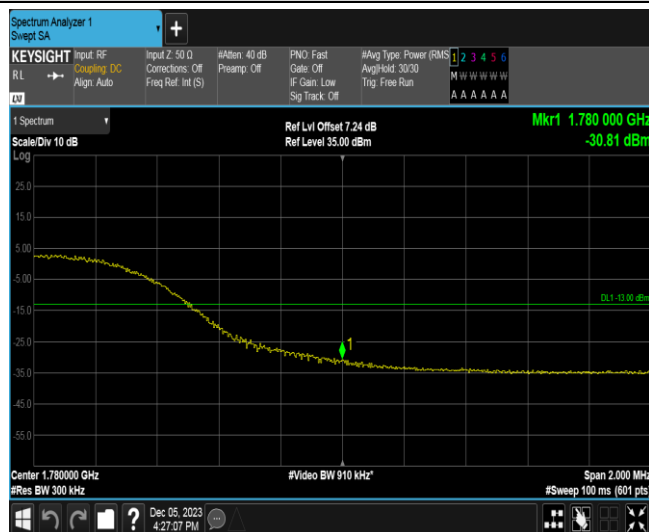 Spectrum Analyzer 1
Swept SA
KEYSIGHT
RL
Input: RF
Coupling: DC
Align: Auto
Input Z: 50 Ω
Corrections: Off
Freq Ref: Int (S)
#Atten: 40 dB
Preamp: Off
PNO: Fast
Gate: Off
IF Gain: Low
Sig Track: Off
#Avg Type: Power (RMS
Avg|Hold: 30/30
Trig: Free Run
1 2 3 4 5 6
M W W W W W
A A A A A A
LXI
1 Spectrum
Scale/Div 10 dB
Log
Ref Lvl Offset 7.24 dB
Ref Level 35.00 dBm
Mkr1 1.780 000 GHz
-30.81 dBm
25.0
15.0
5.00
-5.00
DL1 -13.00 dBm
-15.0
-25.0
1
-35.0
-45.0
-55.0
Center 1.780000 GHz
#Res BW 300 kHz
#Video BW 910 kHz*
Span 2.000 MHz
#Sweep 100 ms (601 pts)
?
Dec 05, 2023
4:27:07 PM